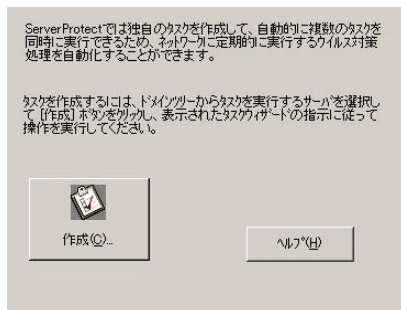 ServerProtectでは独自のタスクを作成して、自動的に複数のタスクを
同時に実行できるため、ネットワークに定期的に実行するウイルス対策
処理を自動化することができます。
タスクを作成するには、ドメインツリーからタスクを実行するサーバを選択し
て [作成] ボタンをクリックし、表示されたタスクウィザードの指示に従って
操作を実行してください。
作成(C)...
ヘルプ(H)